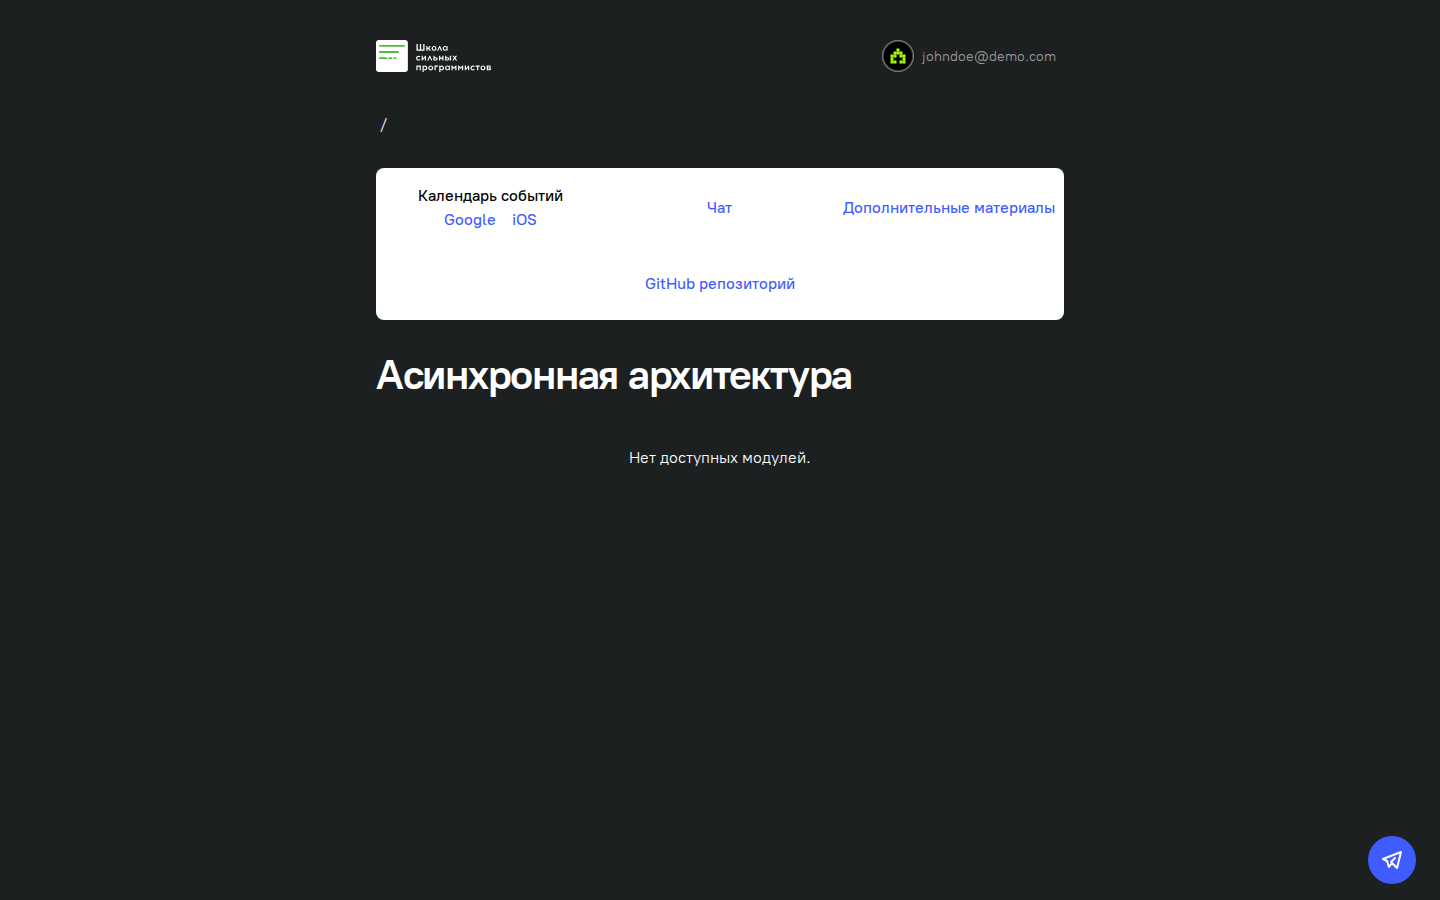 Школа
сильных
программистов
johndoe@demo.com
/
Календарь событий
Google iOS
Чат
Дополнительные материалы
GitHub репозиторий
Асинхронная архитектура
Нет доступных модулей.